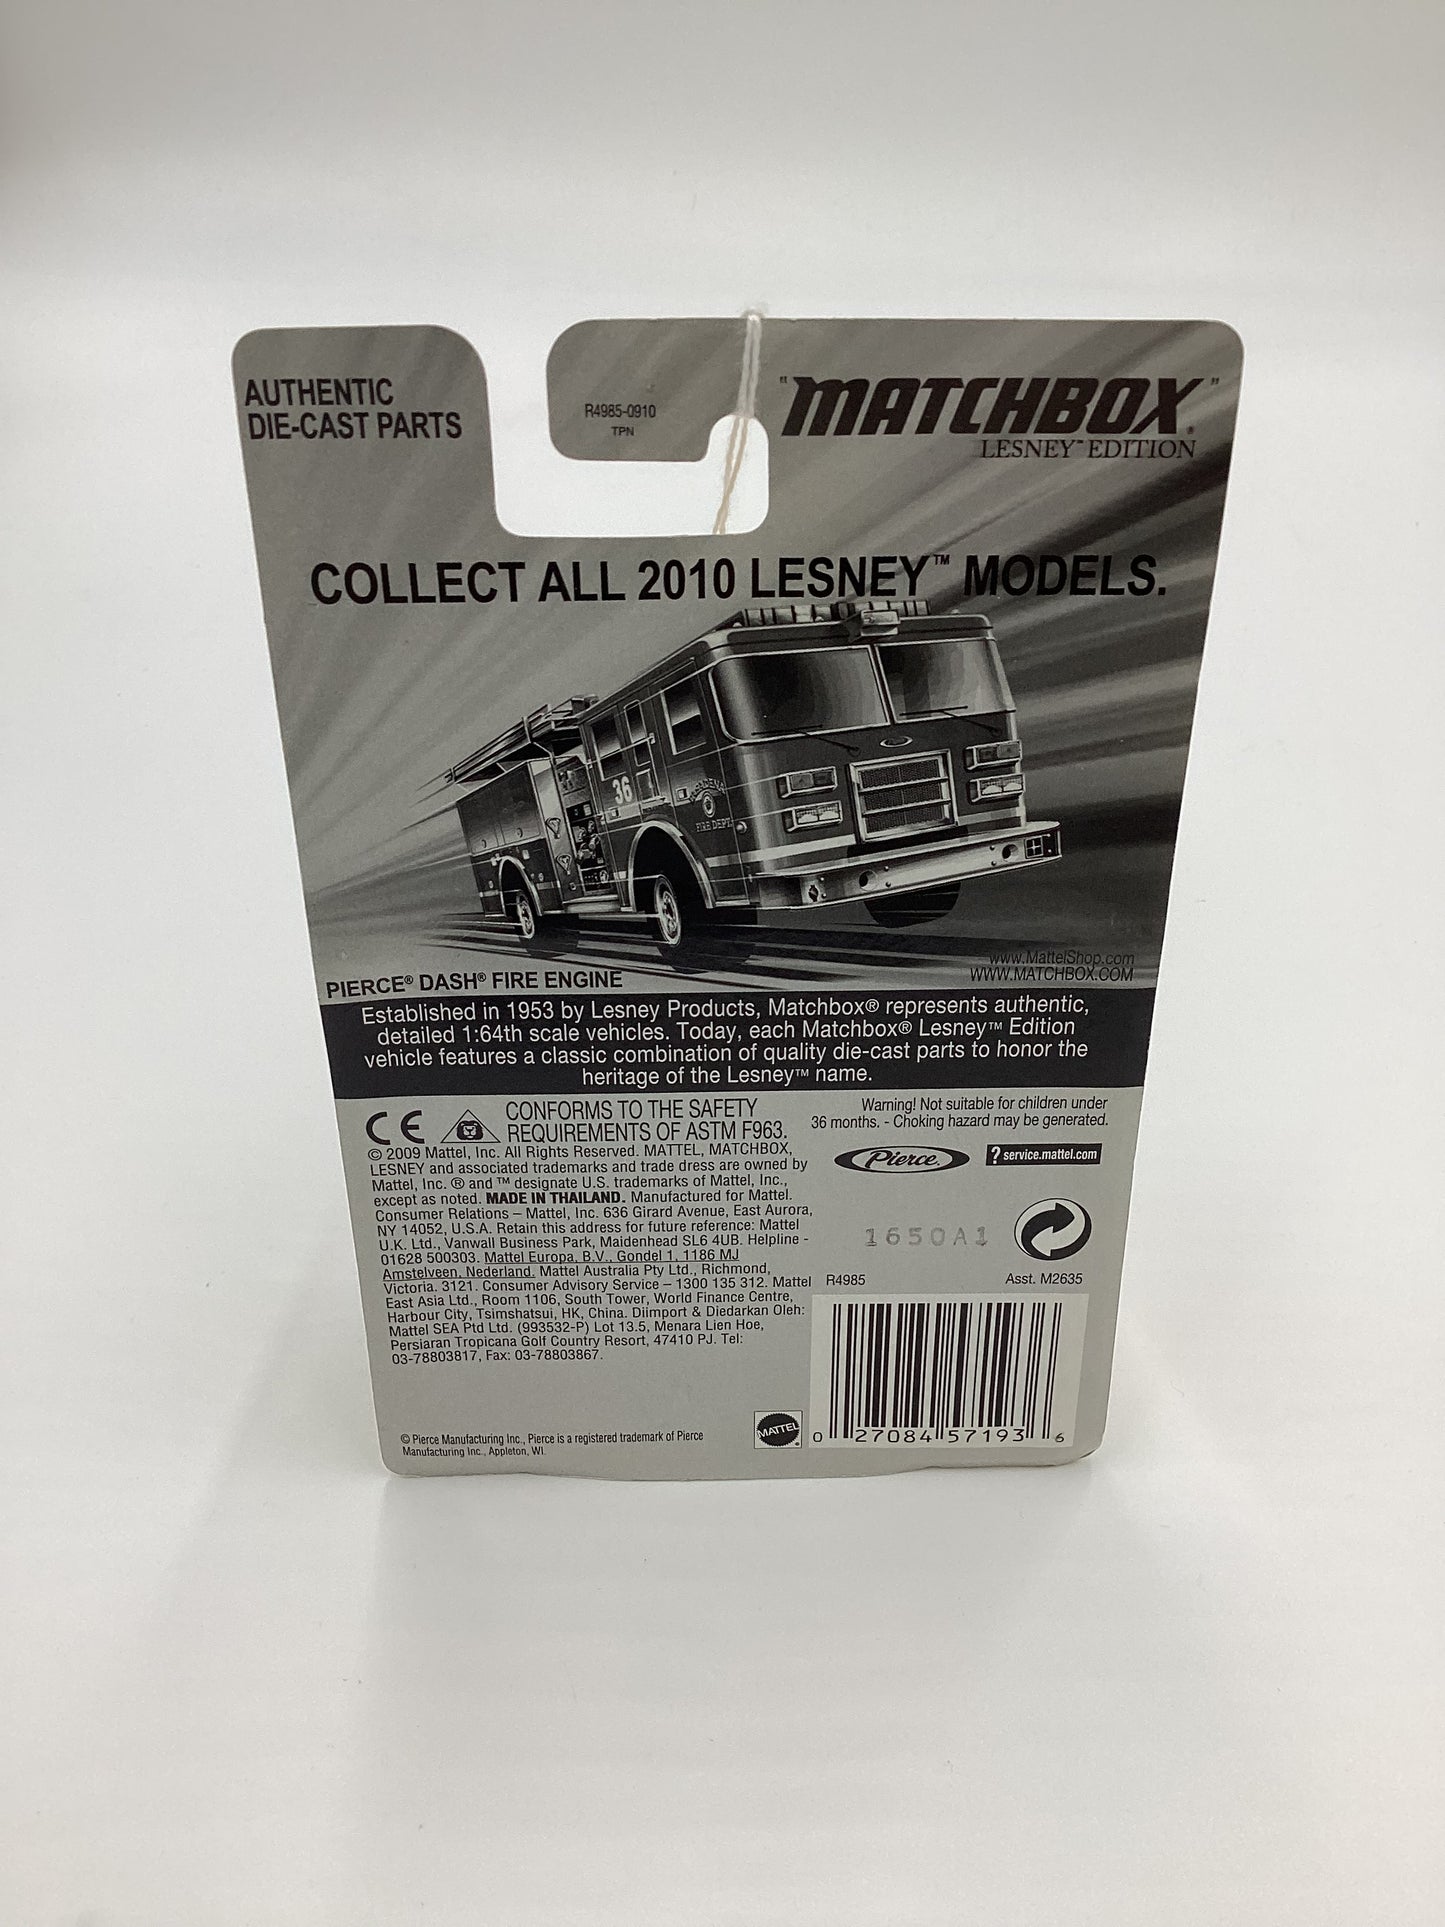 AUTHENTIC
DIE-CAST PARTS
R4985-0910
TPN
"MATCHBOX"®
LESNEY™ EDITION
COLLECT ALL 2010 LESNEY™ MODELS.
36
PASADENA
FIRE DEPT.
www.MattelShop.com
WWW.MATCHBOX.COM
PIERCE® DASH® FIRE ENGINE
Established in 1953 by Lesney Products, Matchbox® represents authentic,
detailed 1:64th scale vehicles. Today, each Matchbox® Lesney™ Edition
vehicle features a classic combination of quality die-cast parts to honor the
heritage of the Lesney™ name.
CE
CONFORMS TO THE SAFETY
REQUIREMENTS OF ASTM F963.
Warning! Not suitable for children under
36 months. - Choking hazard may be generated.
© 2009 Mattel, Inc. All Rights Reserved. MATTEL, MATCHBOX,
LESNEY and associated trademarks and trade dress are owned by
Mattel, Inc. ® and ™ designate U.S. trademarks of Mattel, Inc.,
except as noted. MADE IN THAILAND. Manufactured for Mattel.
Consumer Relations – Mattel, Inc. 636 Girard Avenue, East Aurora,
NY 14052, U.S.A. Retain this address for future reference: Mattel
U.K. Ltd., Vanwall Business Park, Maidenhead SL6 4UB. Helpline -
01628 500303. Mattel Europa, B.V., Gondel 1, 1186 MJ
Amstelveen, Nederland. Mattel Australia Pty Ltd., Richmond,
Victoria. 3121. Consumer Advisory Service – 1300 135 312. Mattel
East Asia Ltd., Room 1106, South Tower, World Finance Centre,
Harbour City, Tsimshatsui, HK, China. Diimport & Diedarkan Oleh:
Mattel SEA Ptd Ltd. (993532-P) Lot 13.5, Menara Lien Hoe,
Persiaran Tropicana Golf Country Resort, 47410 PJ. Tel:
03-78803817, Fax: 03-78803867.
Pierce®
? service.mattel.com
1650A1
R4985
Asst. M2635
© Pierce Manufacturing Inc., Pierce is a registered trademark of Pierce
Manufacturing Inc., Appleton, WI.
MATTEL®
0 27084 57193 6